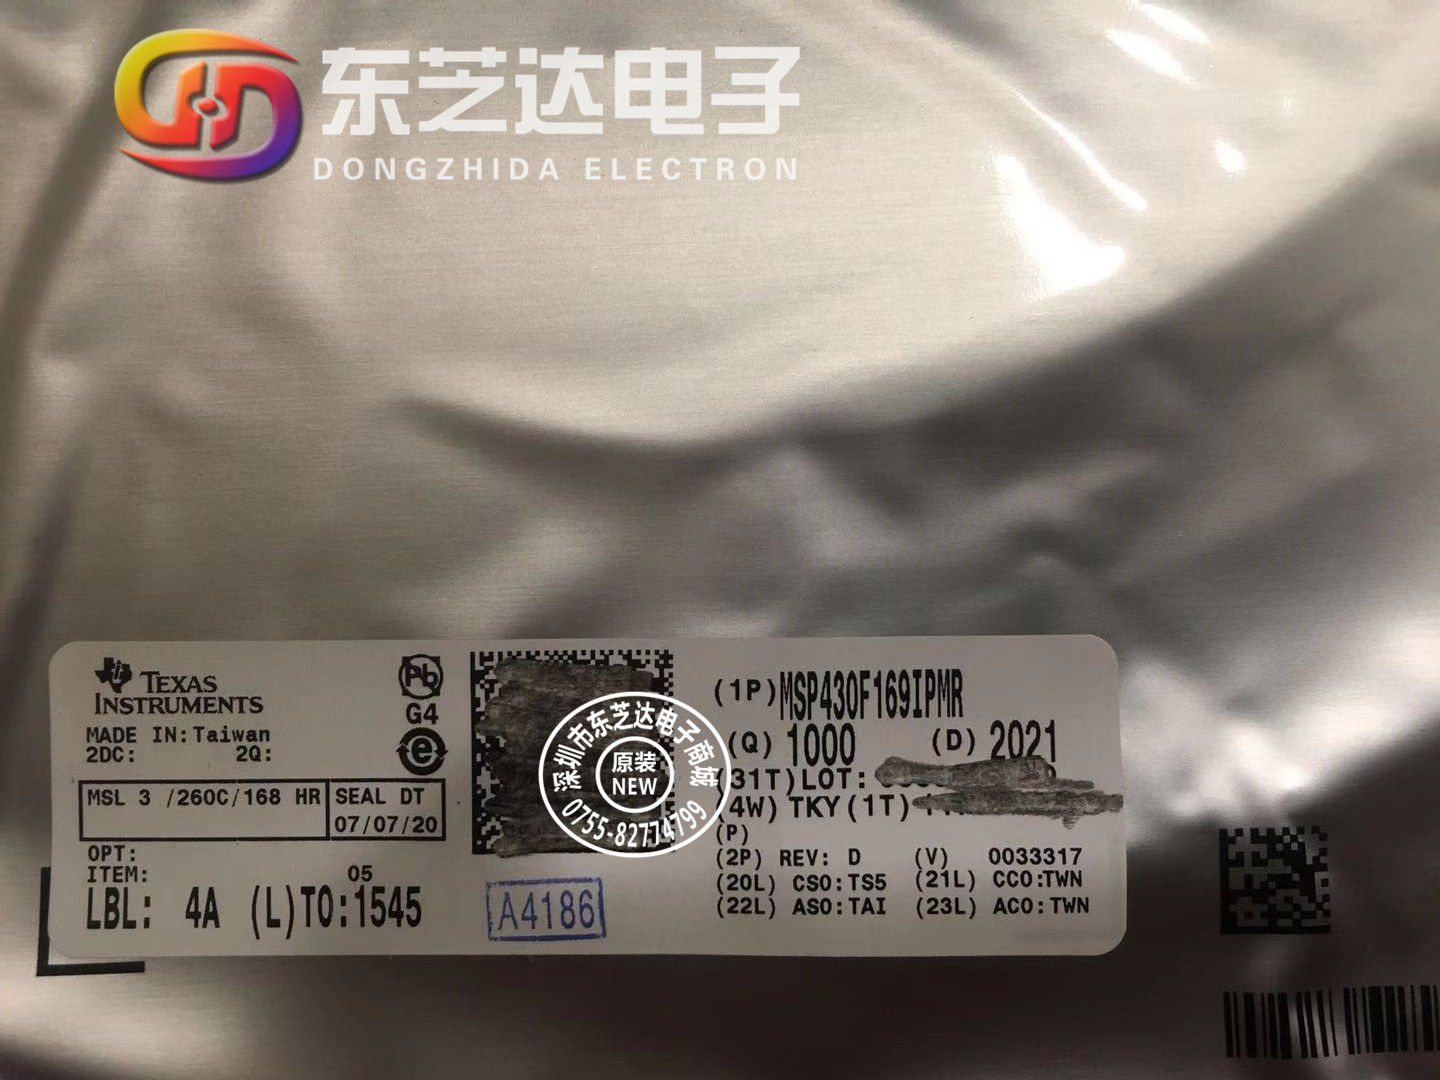 东芝达电子
DONGZHIDA ELECTRON
TEXAS
INSTRUMENTS
MADE IN:Taiwan
2DC: 2Q:
Pb
G4
e
MSL 3 /260C/168 HR
SEAL DT
07/07/20
OPT:
ITEM: 05
LBL: 4A (L)TO:1545
A4186
深圳市东芝达电子商城
原装
NEW
0755-82774799
(1P)MSP430F169IPMR
(Q) 1000 (D) 2021
(31T)LOT:
(4W) TKY(1T)
(P)
(2P) REV: D (V) 0033317
(20L) CSO:TS5 (21L) CCO:TWN
(22L) ASO:TAI (23L) ACO:TWN